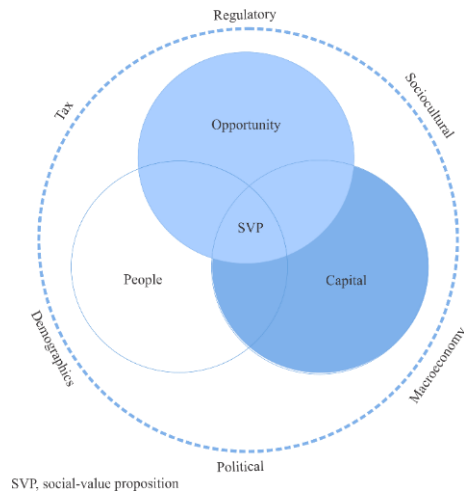 Regulatory
Tax
Sociocultural
Opportunity
SVP
People
Capital
Demographics
Macroeconomy
Political
SVP, social-value proposition